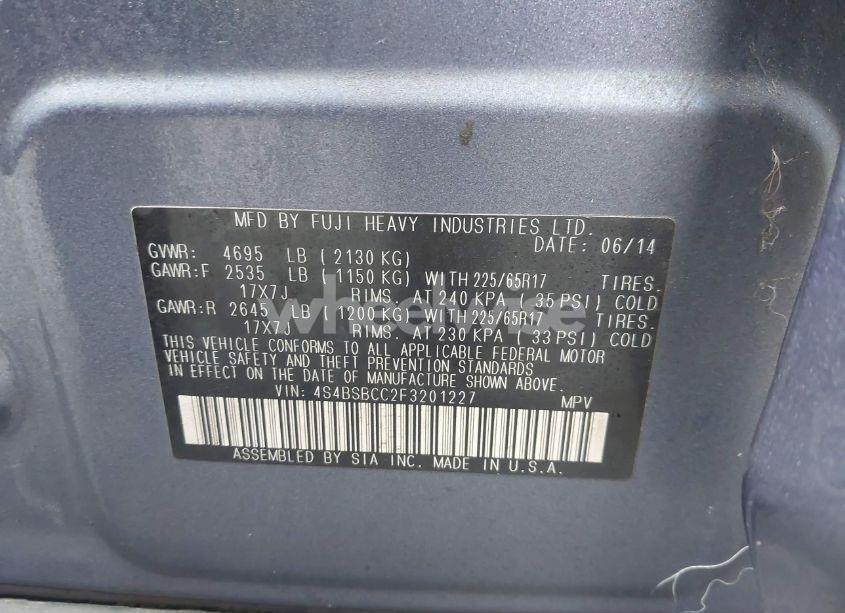 MFD BY FUJI HEAVY INDUSTRIES LTD.
DATE: 06/14
GVWR: 4695 LB ( 2130 KG)
GAWR:F 2535 LB ( 1150 KG) WITH 225/65R17 TIRES.
17X7J RIMS. AT 240 KPA ( 35 PSI) COLD
GAWR:R 2645 LB ( 1200 KG) WITH 225/65R17 TIRES.
17X7J RIMS. AT 230 KPA ( 33 PSI) COLD
THIS VEHICLE CONFORMS TO ALL APPLICABLE FEDERAL MOTOR
VEHICLE SAFETY AND THEFT PREVENTION STANDARDS
IN EFFECT ON THE DATE OF MANUFACTURE SHOWN ABOVE.
VIN: 4S4BSBCC2F3201227 MPV
ASSEMBLED BY SIA INC. MADE IN U.S.A.
wheelwise